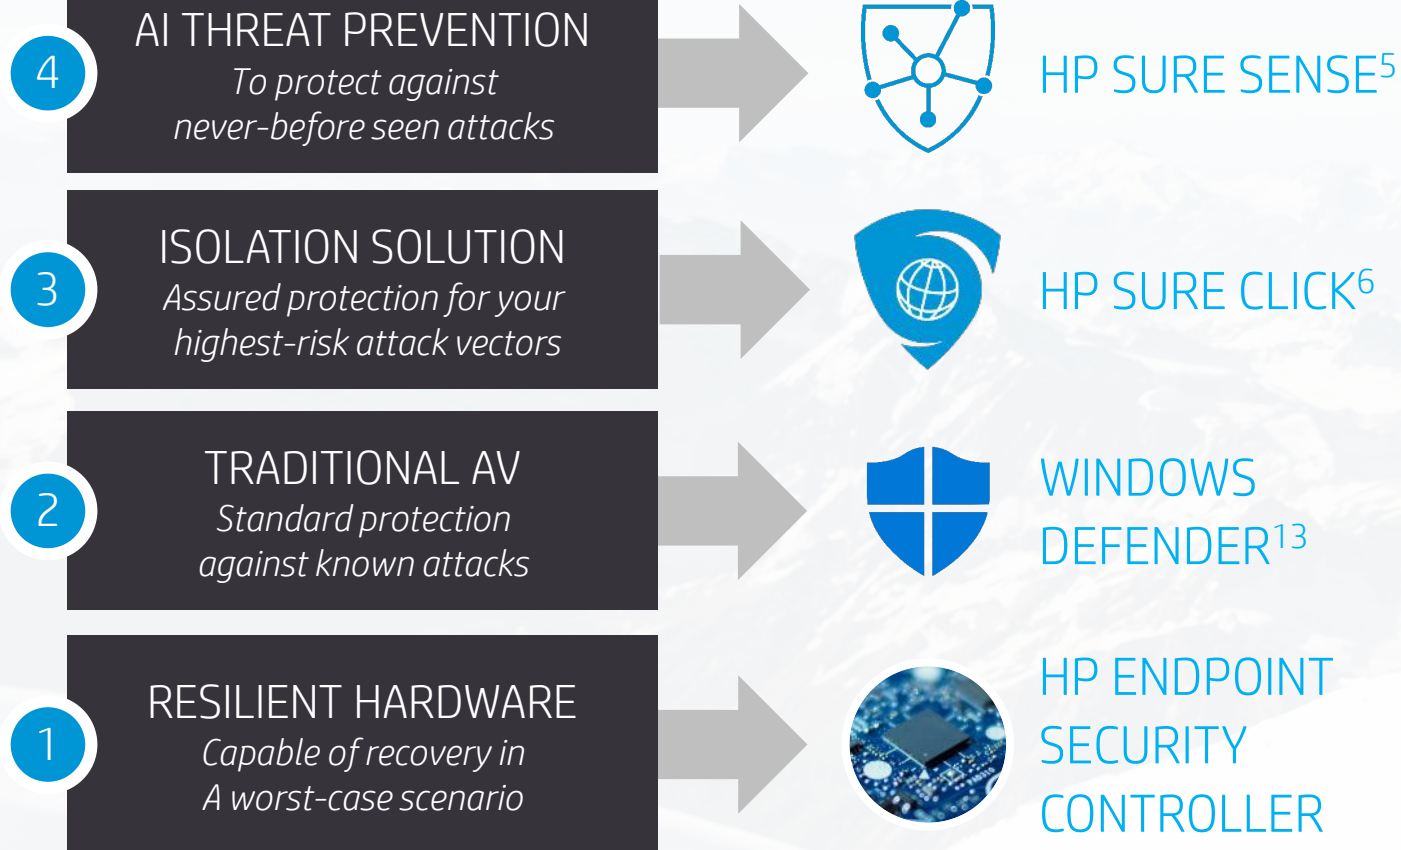 4
AI THREAT PREVENTION
To protect against
never-before seen attacks
HP SURE SENSE5
3
ISOLATION SOLUTION
Assured protection for your
highest-risk attack vectors
HP SURE CLICK6
2
TRADITIONAL AV
Standard protection
against known attacks
WINDOWS
DEFENDER13
1
RESILIENT HARDWARE
Capable of recovery in
A worst-case scenario
HP ENDPOINT
SECURITY
CONTROLLER